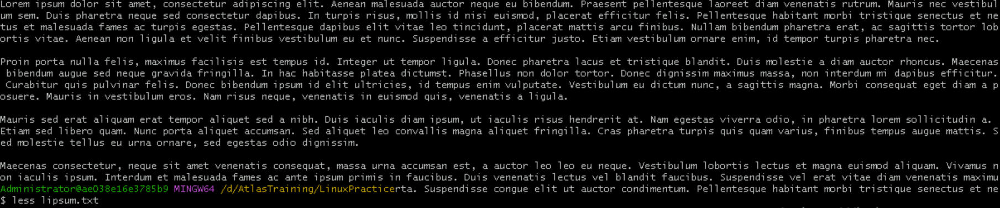 Lorem ipsum dolor sit amet, consectetur adipiscing elit. Aenean malesuada auctor neque eu bibendum. Praesent pellentesque laoreet diam venenatis rutrum. Mauris nec vestibul
um sem. Duis pharetra neque sed consectetur dapibus. In turpis risus, mollis id nisi euismod, placerat efficitur felis. Pellentesque habitant morbi tristique senectus et ne
tus et malesuada fames ac turpis egestas. Pellentesque dapibus elit vitae leo tincidunt, placerat mattis arcu finibus. Nullam bibendum pharetra erat, ac sagittis tortor lob
ortis vitae. Aenean non ligula et velit finibus vestibulum eu et nunc. Suspendisse a efficitur justo. Etiam vestibulum ornare enim, id tempor turpis pharetra nec.

Proin porta nulla felis, maximus facilisis est tempus id. Integer ut tempor ligula. Donec pharetra lacus et tristique blandit. Duis molestie a diam auctor rhoncus. Maecenas
 bibendum augue sed neque gravida fringilla. In hac habitasse platea dictumst. Phasellus non dolor tortor. Donec dignissim maximus massa, non interdum mi dapibus efficitur.
 Curabitur quis pulvinar felis. Donec bibendum ipsum id elit ultricies, id tempus enim vulputate. Vestibulum eu dictum nunc, a sagittis magna. Morbi consequat eget diam a p
osuere. Mauris in vestibulum eros. Nam risus neque, venenatis in euismod quis, venenatis a ligula.

Mauris sed erat aliquam erat tempor aliquet sed a nibh. Duis iaculis diam ipsum, ut iaculis risus hendrerit at. Nam egestas viverra odio, in pharetra lorem sollicitudin a.
Etiam sed libero quam. Nunc porta aliquet accumsan. Sed aliquet leo convallis magna aliquet fringilla. Cras pharetra turpis quis quam varius, finibus tempus augue mattis. S
ed molestie tellus eu urna ornare, sed egestas odio dignissim.

Maecenas consectetur, neque sit amet venenatis consequat, massa urna accumsan est, a auctor leo leo eu neque. Vestibulum lobortis lectus et magna euismod aliquam. Vivamus n
on iaculis ipsum. Interdum et malesuada fames ac ante ipsum primis in faucibus. Duis venenatis lectus vel blandit faucibus. Suspendisse vel erat vitae diam venenatis maximu
Administrator@ae038e16e3785b9 MINGW64 /d/AtlasTraining/LinuxPracticerta. Suspendisse congue elit ut auctor condimentum. Pellentesque habitant morbi tristique senectus et ne
$ less lipsum.txt